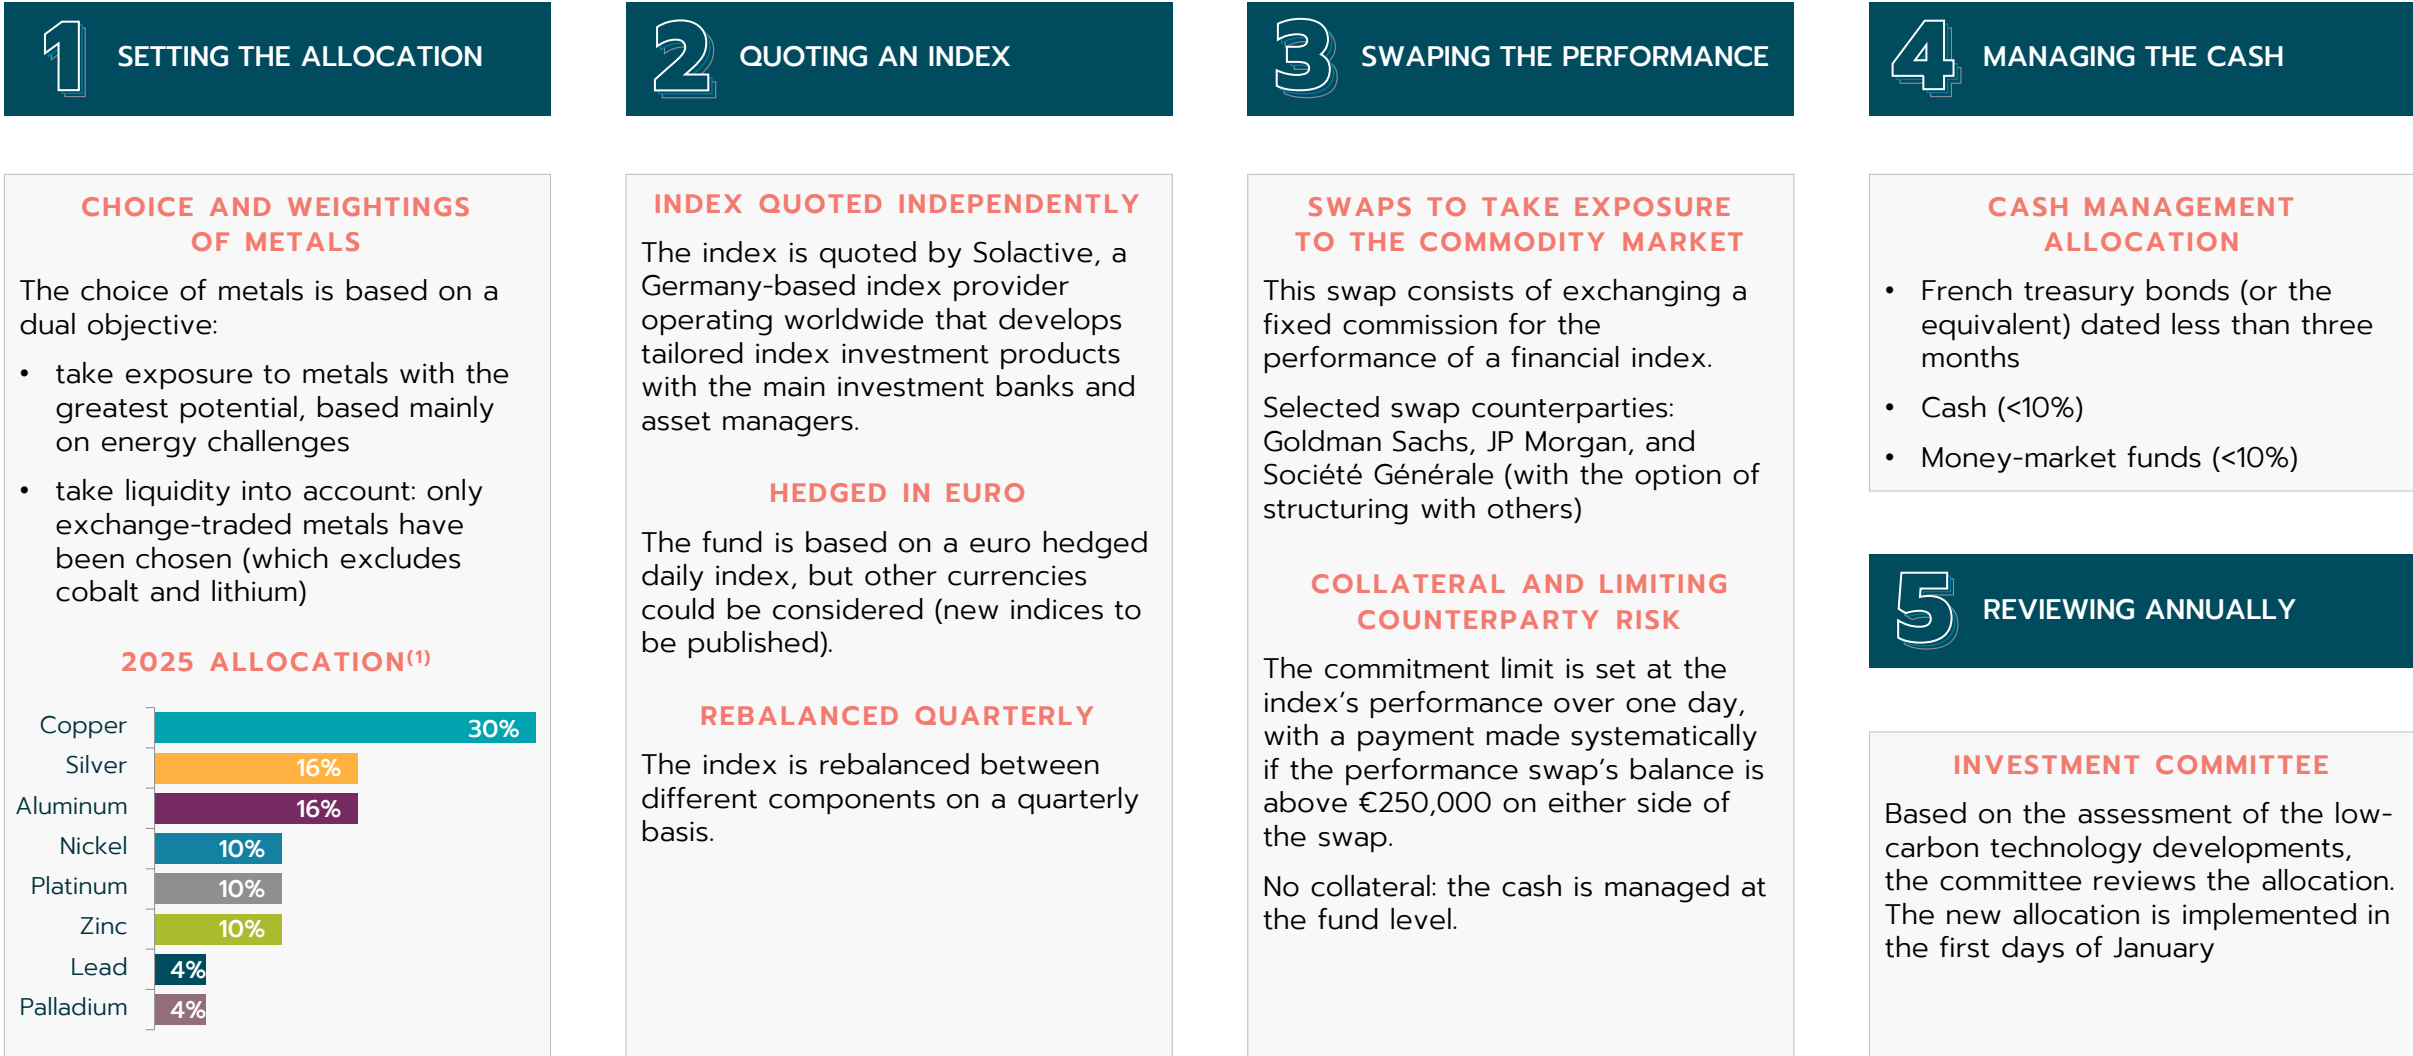 1 SETTING THE ALLOCATION
CHOICE AND WEIGHTINGS
OF METALS
The choice of metals is based on a
dual objective:
• take exposure to metals with the
greatest potential, based mainly
on energy challenges
• take liquidity into account: only
exchange-traded metals have
been chosen (which excludes
cobalt and lithium)
2025 ALLOCATION(1)
Copper 30%
Silver 16%
Aluminum 16%
Nickel 10%
Platinum 10%
Zinc 10%
Lead 4%
Palladium 4%
2 QUOTING AN INDEX
INDEX QUOTED INDEPENDENTLY
The index is quoted by Solactive, a
Germany-based index provider
operating worldwide that develops
tailored index investment products
with the main investment banks and
asset managers.
HEDGED IN EURO
The fund is based on a euro hedged
daily index, but other currencies
could be considered (new indices to
be published).
REBALANCED QUARTERLY
The index is rebalanced between
different components on a quarterly
basis.
3 SWAPING THE PERFORMANCE
SWAPS TO TAKE EXPOSURE
TO THE COMMODITY MARKET
This swap consists of exchanging a
fixed commission for the
performance of a financial index.
Selected swap counterparties:
Goldman Sachs, JP Morgan, and
Société Générale (with the option of
structuring with others)
COLLATERAL AND LIMITING
COUNTERPARTY RISK
The commitment limit is set at the
index’s performance over one day,
with a payment made systematically
if the performance swap’s balance is
above €250,000 on either side of
the swap.
No collateral: the cash is managed at
the fund level.
4 MANAGING THE CASH
CASH MANAGEMENT
ALLOCATION
• French treasury bonds (or the
equivalent) dated less than three
months
• Cash (<10%)
• Money-market funds (<10%)
5 REVIEWING ANNUALLY
INVESTMENT COMMITTEE
Based on the assessment of the low-
carbon technology developments,
the committee reviews the allocation.
The new allocation is implemented in
the first days of January